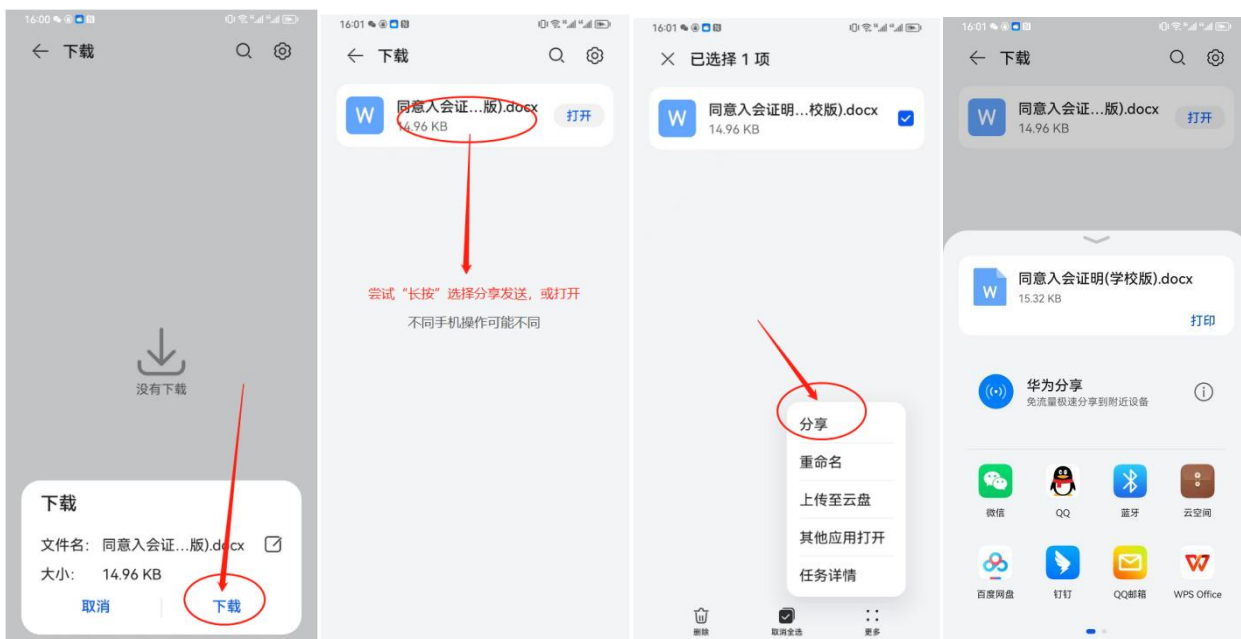 16:00
下载
没有下载
下载
文件名: 同意入会证...版).docx
大小: 14.96 KB
取消 下载
16:01
下载
同意入会证...版).docx
14.96 KB
打开
尝试“长按”选择分享发送，或打开
不同手机操作可能不同
16:01
已选择 1 项
同意入会证明...校版).docx
14.96 KB
分享
重命名
上传至云盘
其他应用打开
任务详情
删除 取消全选 更多
16:01
下载
同意入会证...版).docx
14.96 KB
打开
同意入会证明(学校版).docx
15.32 KB
打印
华为分享
免流量极速分享到附近设备
微信 QQ 蓝牙 云空间
百度网盘 钉钉 QQ邮箱 WPS Office